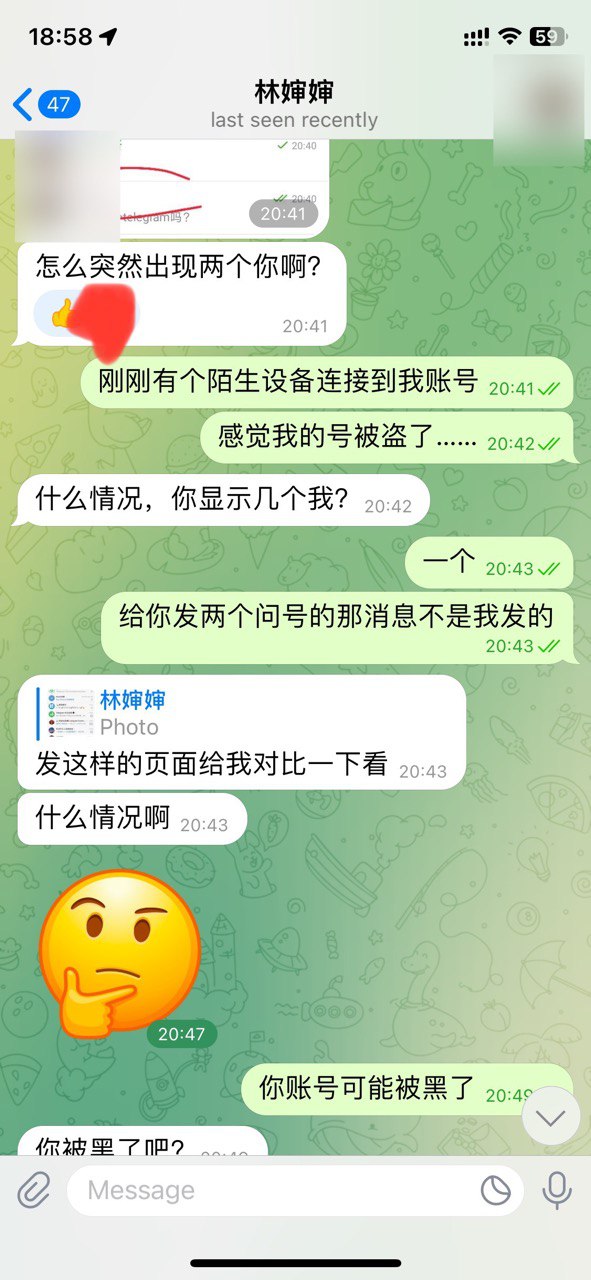 18:58
59
47
林婶婶
last seen recently
20:40
20:40
telegram吗?
20:41
怎么突然出现两个你啊?
20:41
刚刚有个陌生设备连接到我账号 20:41
感觉我的号被盗了…… 20:42
什么情况，你显示几个我? 20:42
一个 20:43
给你发两个问号的那消息不是我发的
20:43
林婶婶
Photo
发这样的页面给我对比一下看 20:43
什么情况啊 20:43
20:47
你账号可能被黑了 20:49
你被黑了吧?
Message